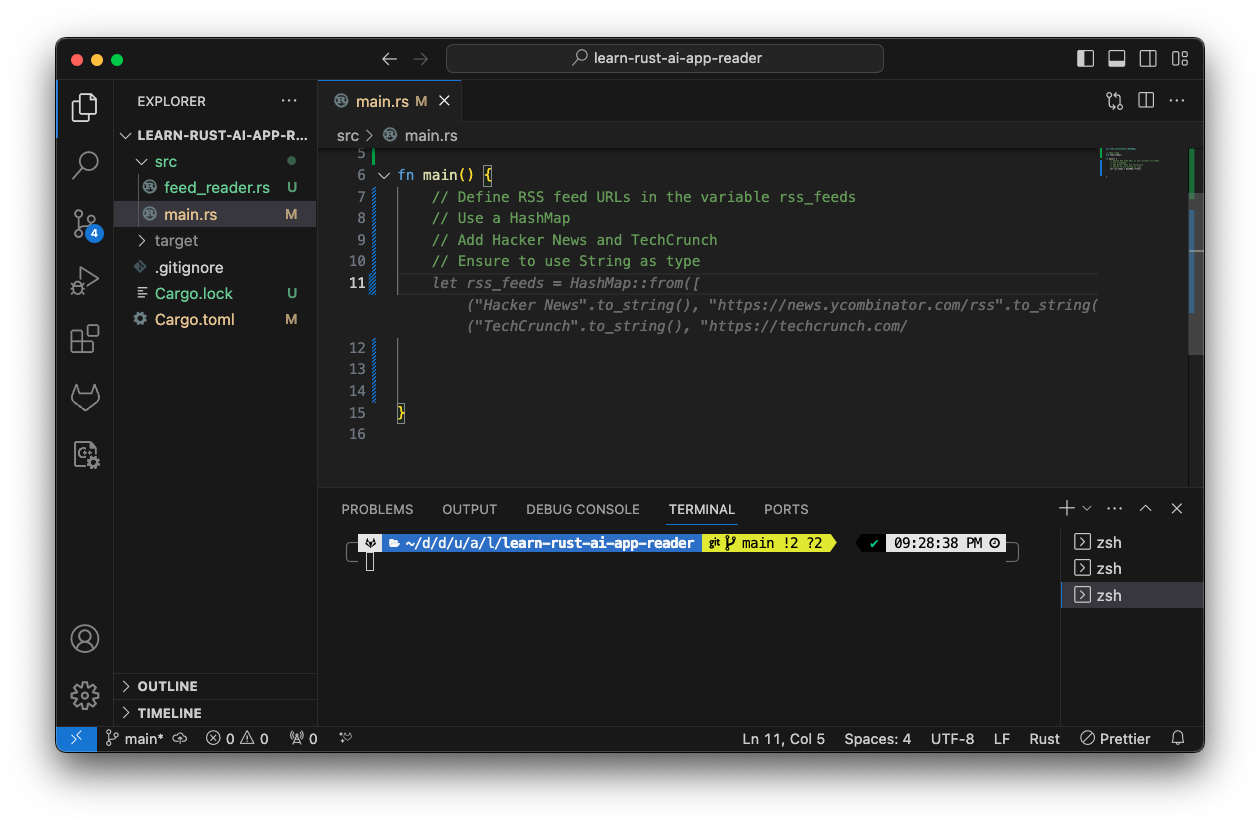 learn-rust-ai-app-reader
EXPLORER
LEARN-RUST-AI-APP-R...
src
feed_reader.rs U
main.rs M
target
.gitignore
Cargo.lock U
Cargo.toml M
OUTLINE
TIMELINE
4
main.rs M
src > main.rs
5
6 fn main() {
7 // Define RSS feed URLs in the variable rss_feeds
8 // Use a HashMap
9 // Add Hacker News and TechCrunch
10 // Ensure to use String as type
11 let rss_feeds = HashMap::from([
("Hacker News".to_string(), "https://news.ycombinator.com/rss".to_string(
("TechCrunch".to_string(), "https://techcrunch.com/
12
13
14
15 }
16
PROBLEMS OUTPUT DEBUG CONSOLE TERMINAL PORTS
~/d/d/u/a/l/learn-rust-ai-app-reader git main !2 ?2 ✔ 09:28:38 PM
zsh
zsh
zsh
main* 0 0 0 Ln 11, Col 5 Spaces: 4 UTF-8 LF Rust Prettier